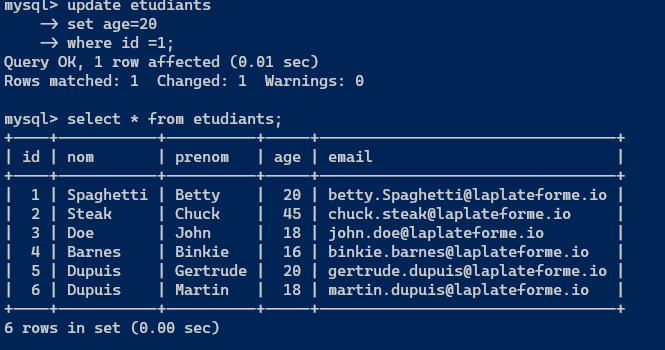 mysql> update etudiants
    -> set age=20
    -> where id =1;
Query OK, 1 row affected (0.01 sec)
Rows matched: 1  Changed: 1  Warnings: 0

mysql> select * from etudiants;
+----+-----------+----------+-----+---------------------------------+
| id | nom       | prenom   | age | email                           |
+----+-----------+----------+-----+---------------------------------+
|  1 | Spaghetti | Betty    |  20 | betty.Spaghetti@laplateforme.io |
|  2 | Steak     | Chuck    |  45 | chuck.steak@laplateforme.io     |
|  3 | Doe       | John     |  18 | john.doe@laplateforme.io        |
|  4 | Barnes    | Binkie   |  16 | binkie.barnes@laplateforme.io   |
|  5 | Dupuis    | Gertrude |  20 | gertrude.dupuis@laplateforme.io |
|  6 | Dupuis    | Martin   |  18 | martin.dupuis@laplateforme.io   |
+----+-----------+----------+-----+---------------------------------+
6 rows in set (0.00 sec)